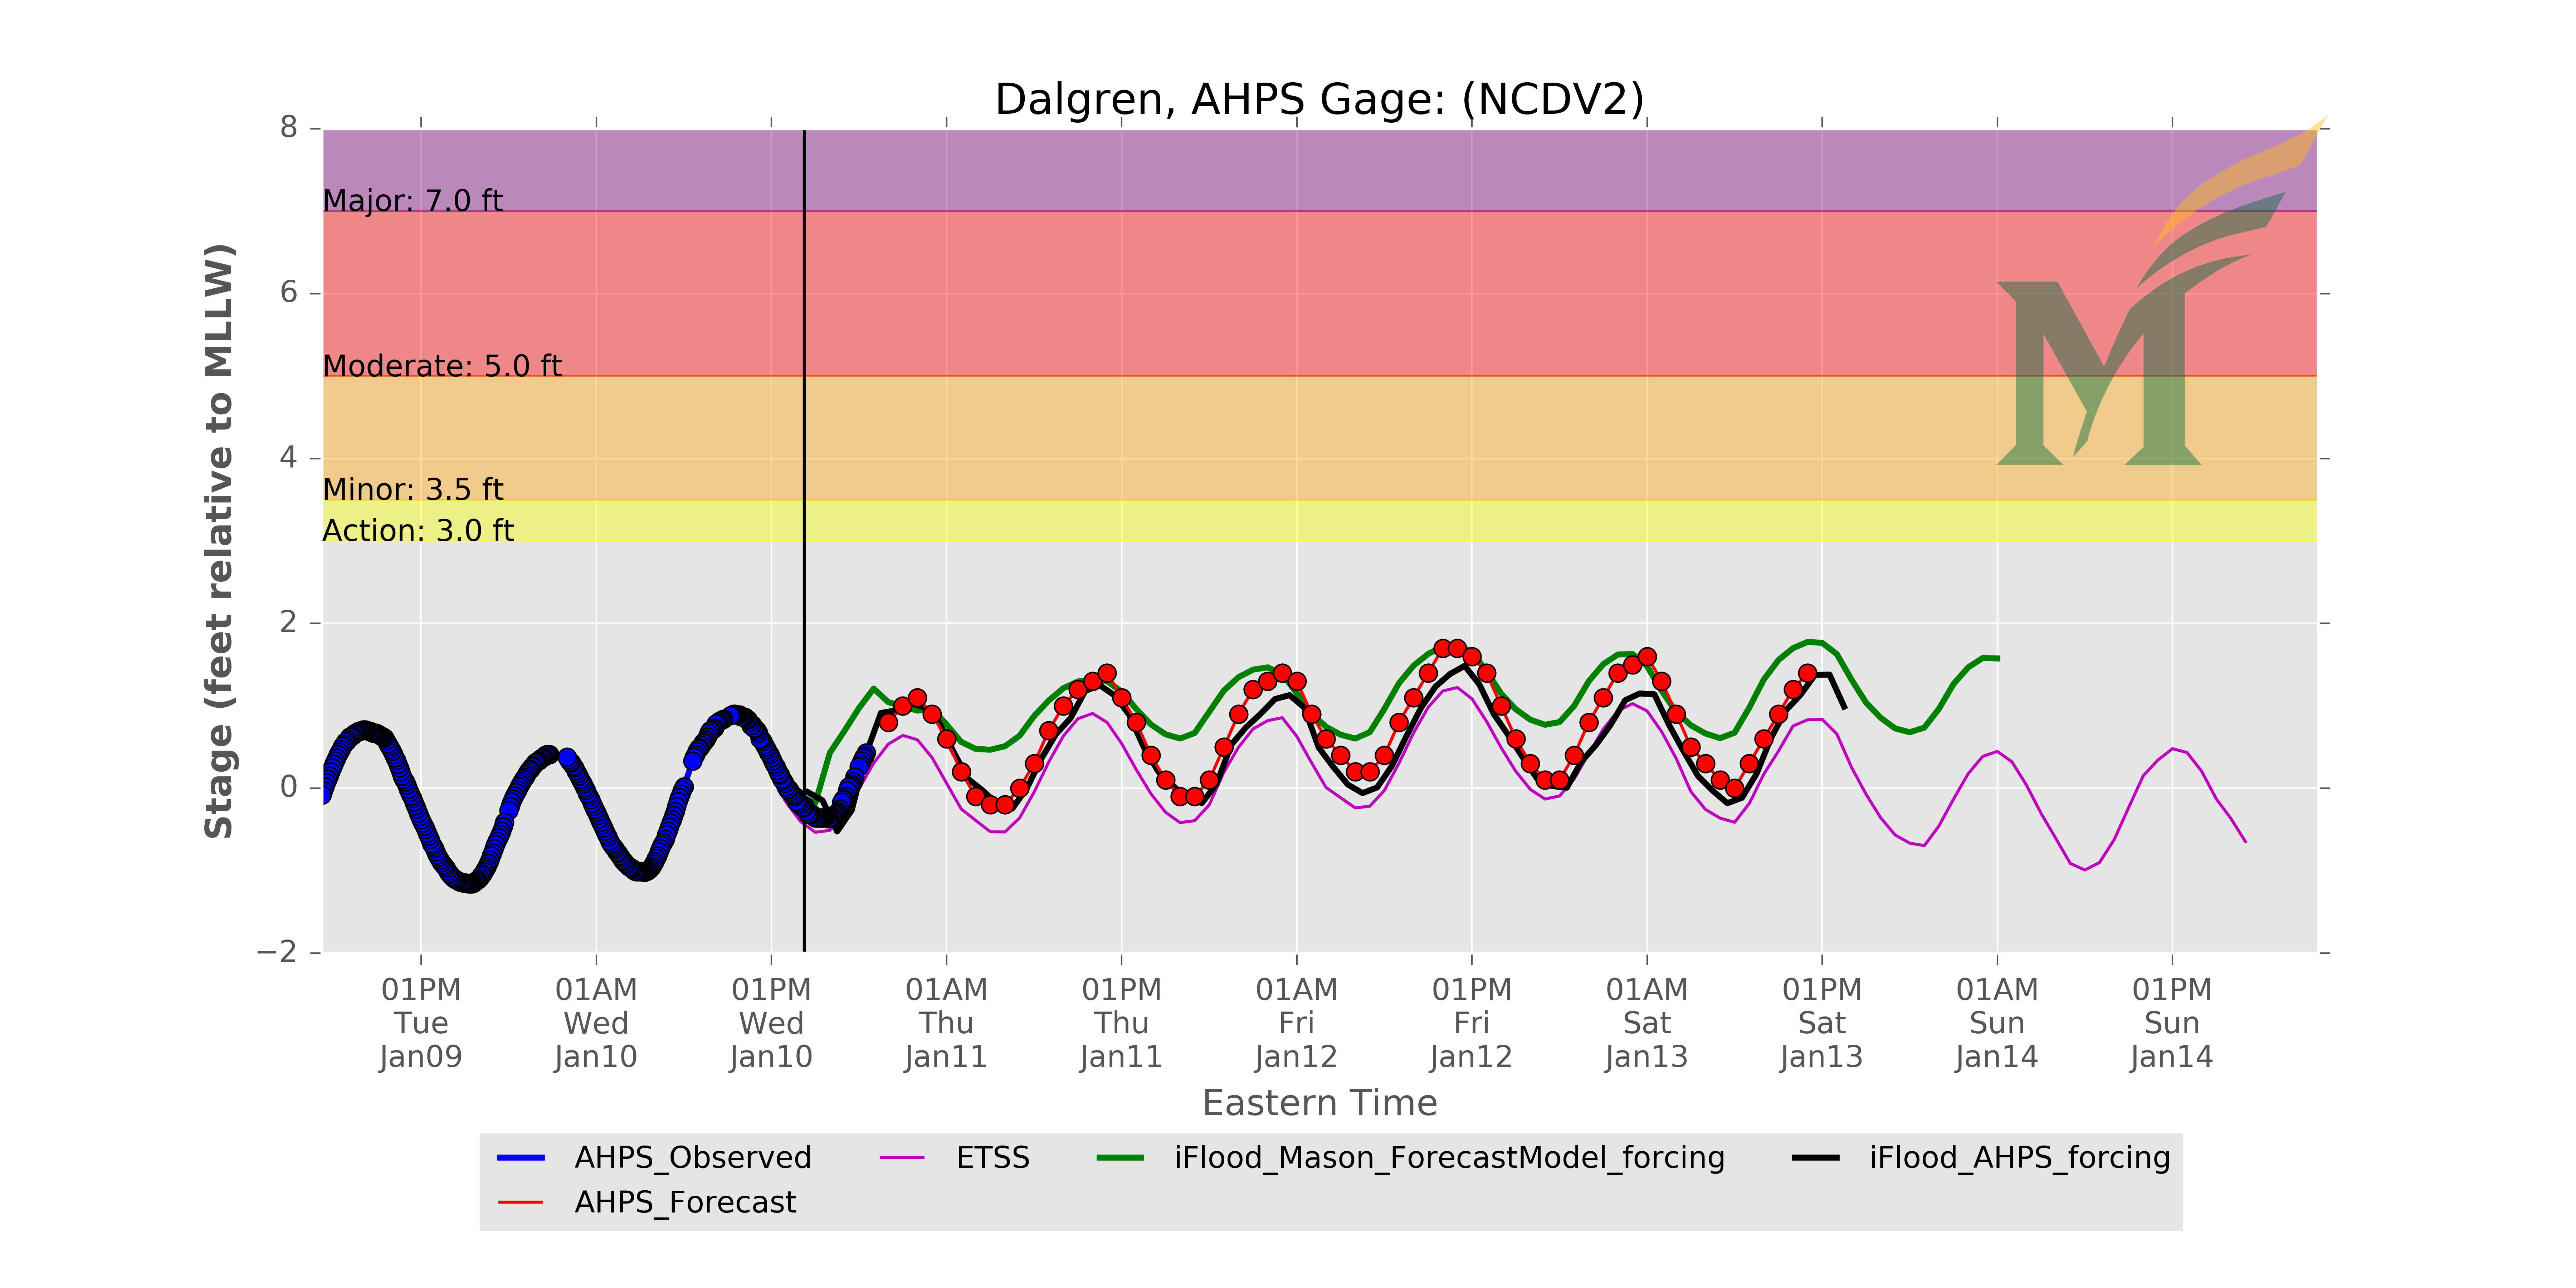 Dalgren, AHPS Gage: (NCDV2)
Stage (feet relative to MLLW)
8
6
4
2
0
−2
Major: 7.0 ft
Moderate: 5.0 ft
Minor: 3.5 ft
Action: 3.0 ft
01PM 01AM 01PM 01AM 01PM 01AM 01PM 01AM 01PM 01AM 01PM
Tue Wed Wed Thu Thu Fri Fri Sat Sat Sun Sun
Jan09 Jan10 Jan10 Jan11 Jan11 Jan12 Jan12 Jan13 Jan13 Jan14 Jan14
Eastern Time
AHPS_Observed ETSS iFlood_Mason_ForecastModel_forcing iFlood_AHPS_forcing
AHPS_Forecast